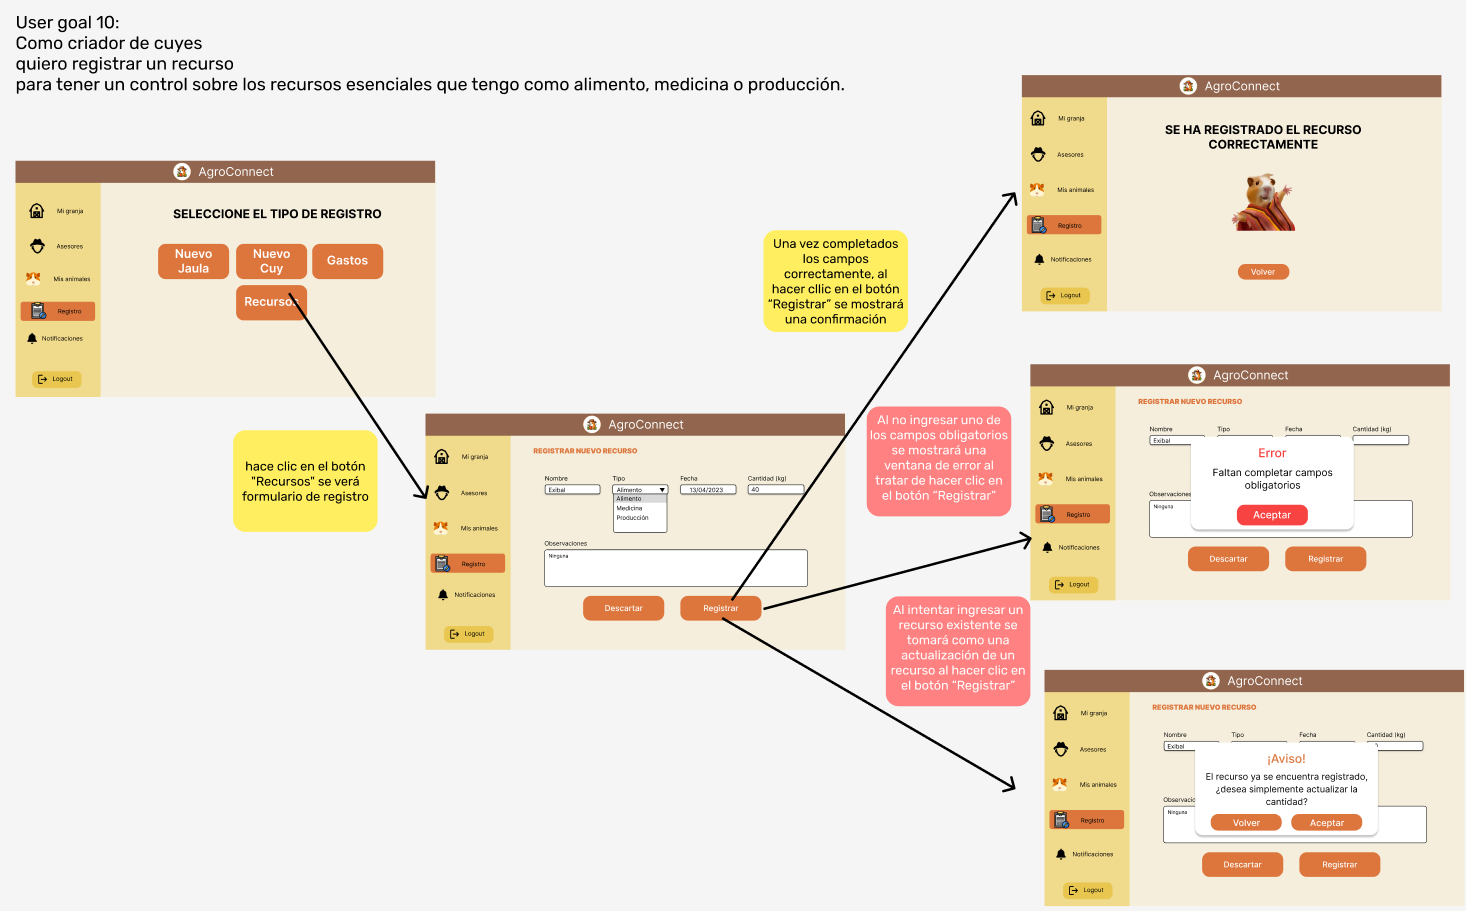 User goal 10:
Como criador de cuyes
quiero registrar un recurso
para tener un control sobre los recursos esenciales que tengo como alimento, medicina o producción.
AgroConnect
Mi granja
Asesores
Mis animales
Registro
Notificaciones
Logout
SELECCIONE EL TIPO DE REGISTRO
Nuevo
Jaula
Nuevo
Cuy
Gastos
Recursos
hace clic en el botón
"Recursos" se verá
formulario de registro
AgroConnect
Mi granja
Asesores
Mis animales
Registro
Notificaciones
Logout
REGISTRAR NUEVO RECURSO
Nombre
Tipo
Fecha
Cantidad (kg)
Exibal
Alimento
13/04/2023
40
Alimento
Medicina
Producción
Observaciones
Ninguna
Descartar
Registrar
Una vez completados
los campos
correctamente, al
hacer cllic en el botón
“Registrar” se mostrará
una confirmación
AgroConnect
Mi granja
Asesores
Mis animales
Registro
Notificaciones
Logout
SE HA REGISTRADO EL RECURSO
CORRECTAMENTE
Volver
Al no ingresar uno de
los campos obligatorios
se mostrará una
ventana de error al
tratar de hacer clic en
el botón “Registrar”
AgroConnect
Mi granja
Asesores
Mis animales
Registro
Notificaciones
Logout
REGISTRAR NUEVO RECURSO
Nombre
Tipo
Fecha
Cantidad (kg)
Exibal
Error
Faltan completar campos
obligatorios
Aceptar
Observaciones
Ninguna
Descartar
Registrar
Al intentar ingresar un
recurso existente se
tomará como una
actualización de un
recurso al hacer clic en
el botón “Registrar”
AgroConnect
Mi granja
Asesores
Mis animales
Registro
Notificaciones
Logout
REGISTRAR NUEVO RECURSO
Nombre
Tipo
Fecha
Cantidad (kg)
Exibal
¡Aviso!
El recurso ya se encuentra registrado,
¿desea simplemente actualizar la
cantidad?
Volver
Aceptar
Observacio
Ninguna
Descartar
Registrar